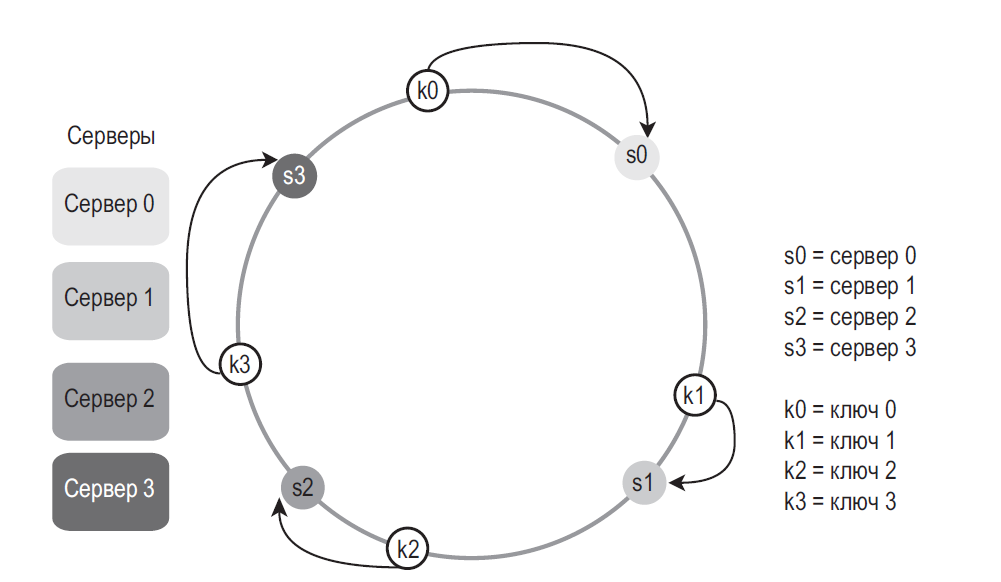 Серверы
Сервер 0
Сервер 1
Сервер 2
Сервер 3
k0
s0
s3
k3
k1
s2
s1
k2
s0 = сервер 0
s1 = сервер 1
s2 = сервер 2
s3 = сервер 3
k0 = ключ 0
k1 = ключ 1
k2 = ключ 2
k3 = ключ 3